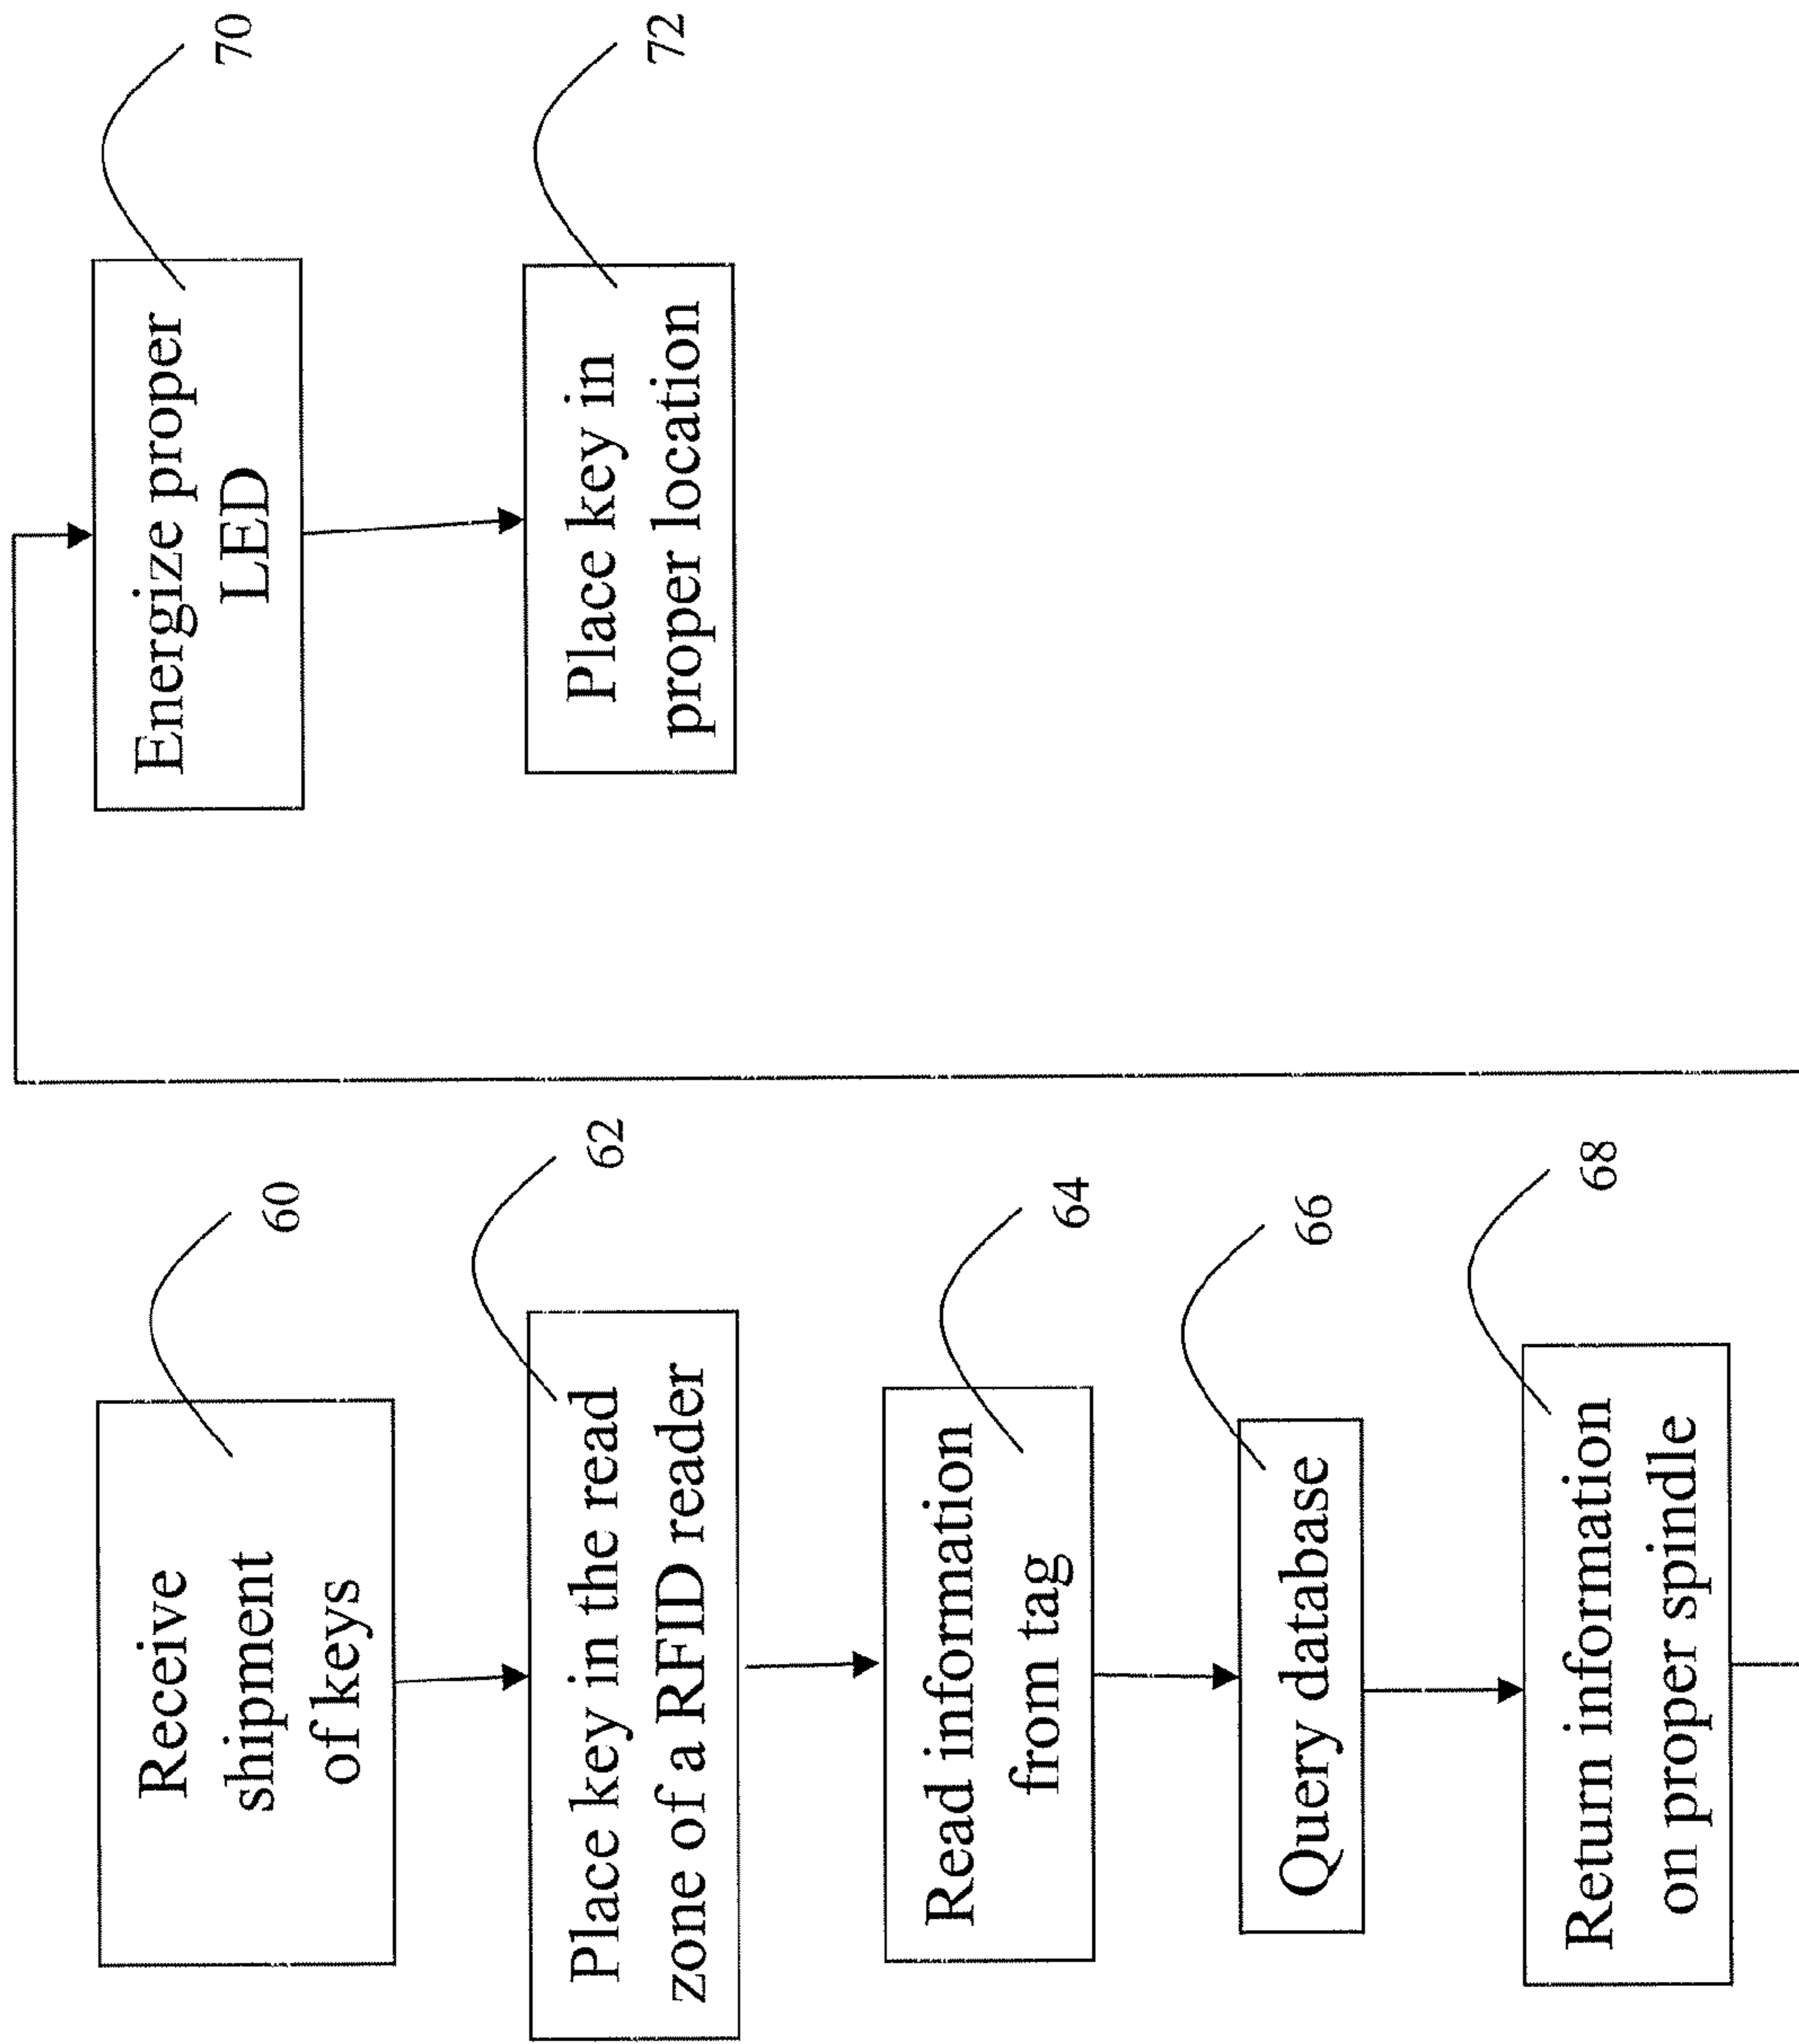 Receive
shipment
of keys
60
Place key in the read
zone of a RFID reader
62
Read information
from tag
64
Query database
66
Return information
on proper spindle
68
Energize proper
LED
70
Place key in
proper location
72